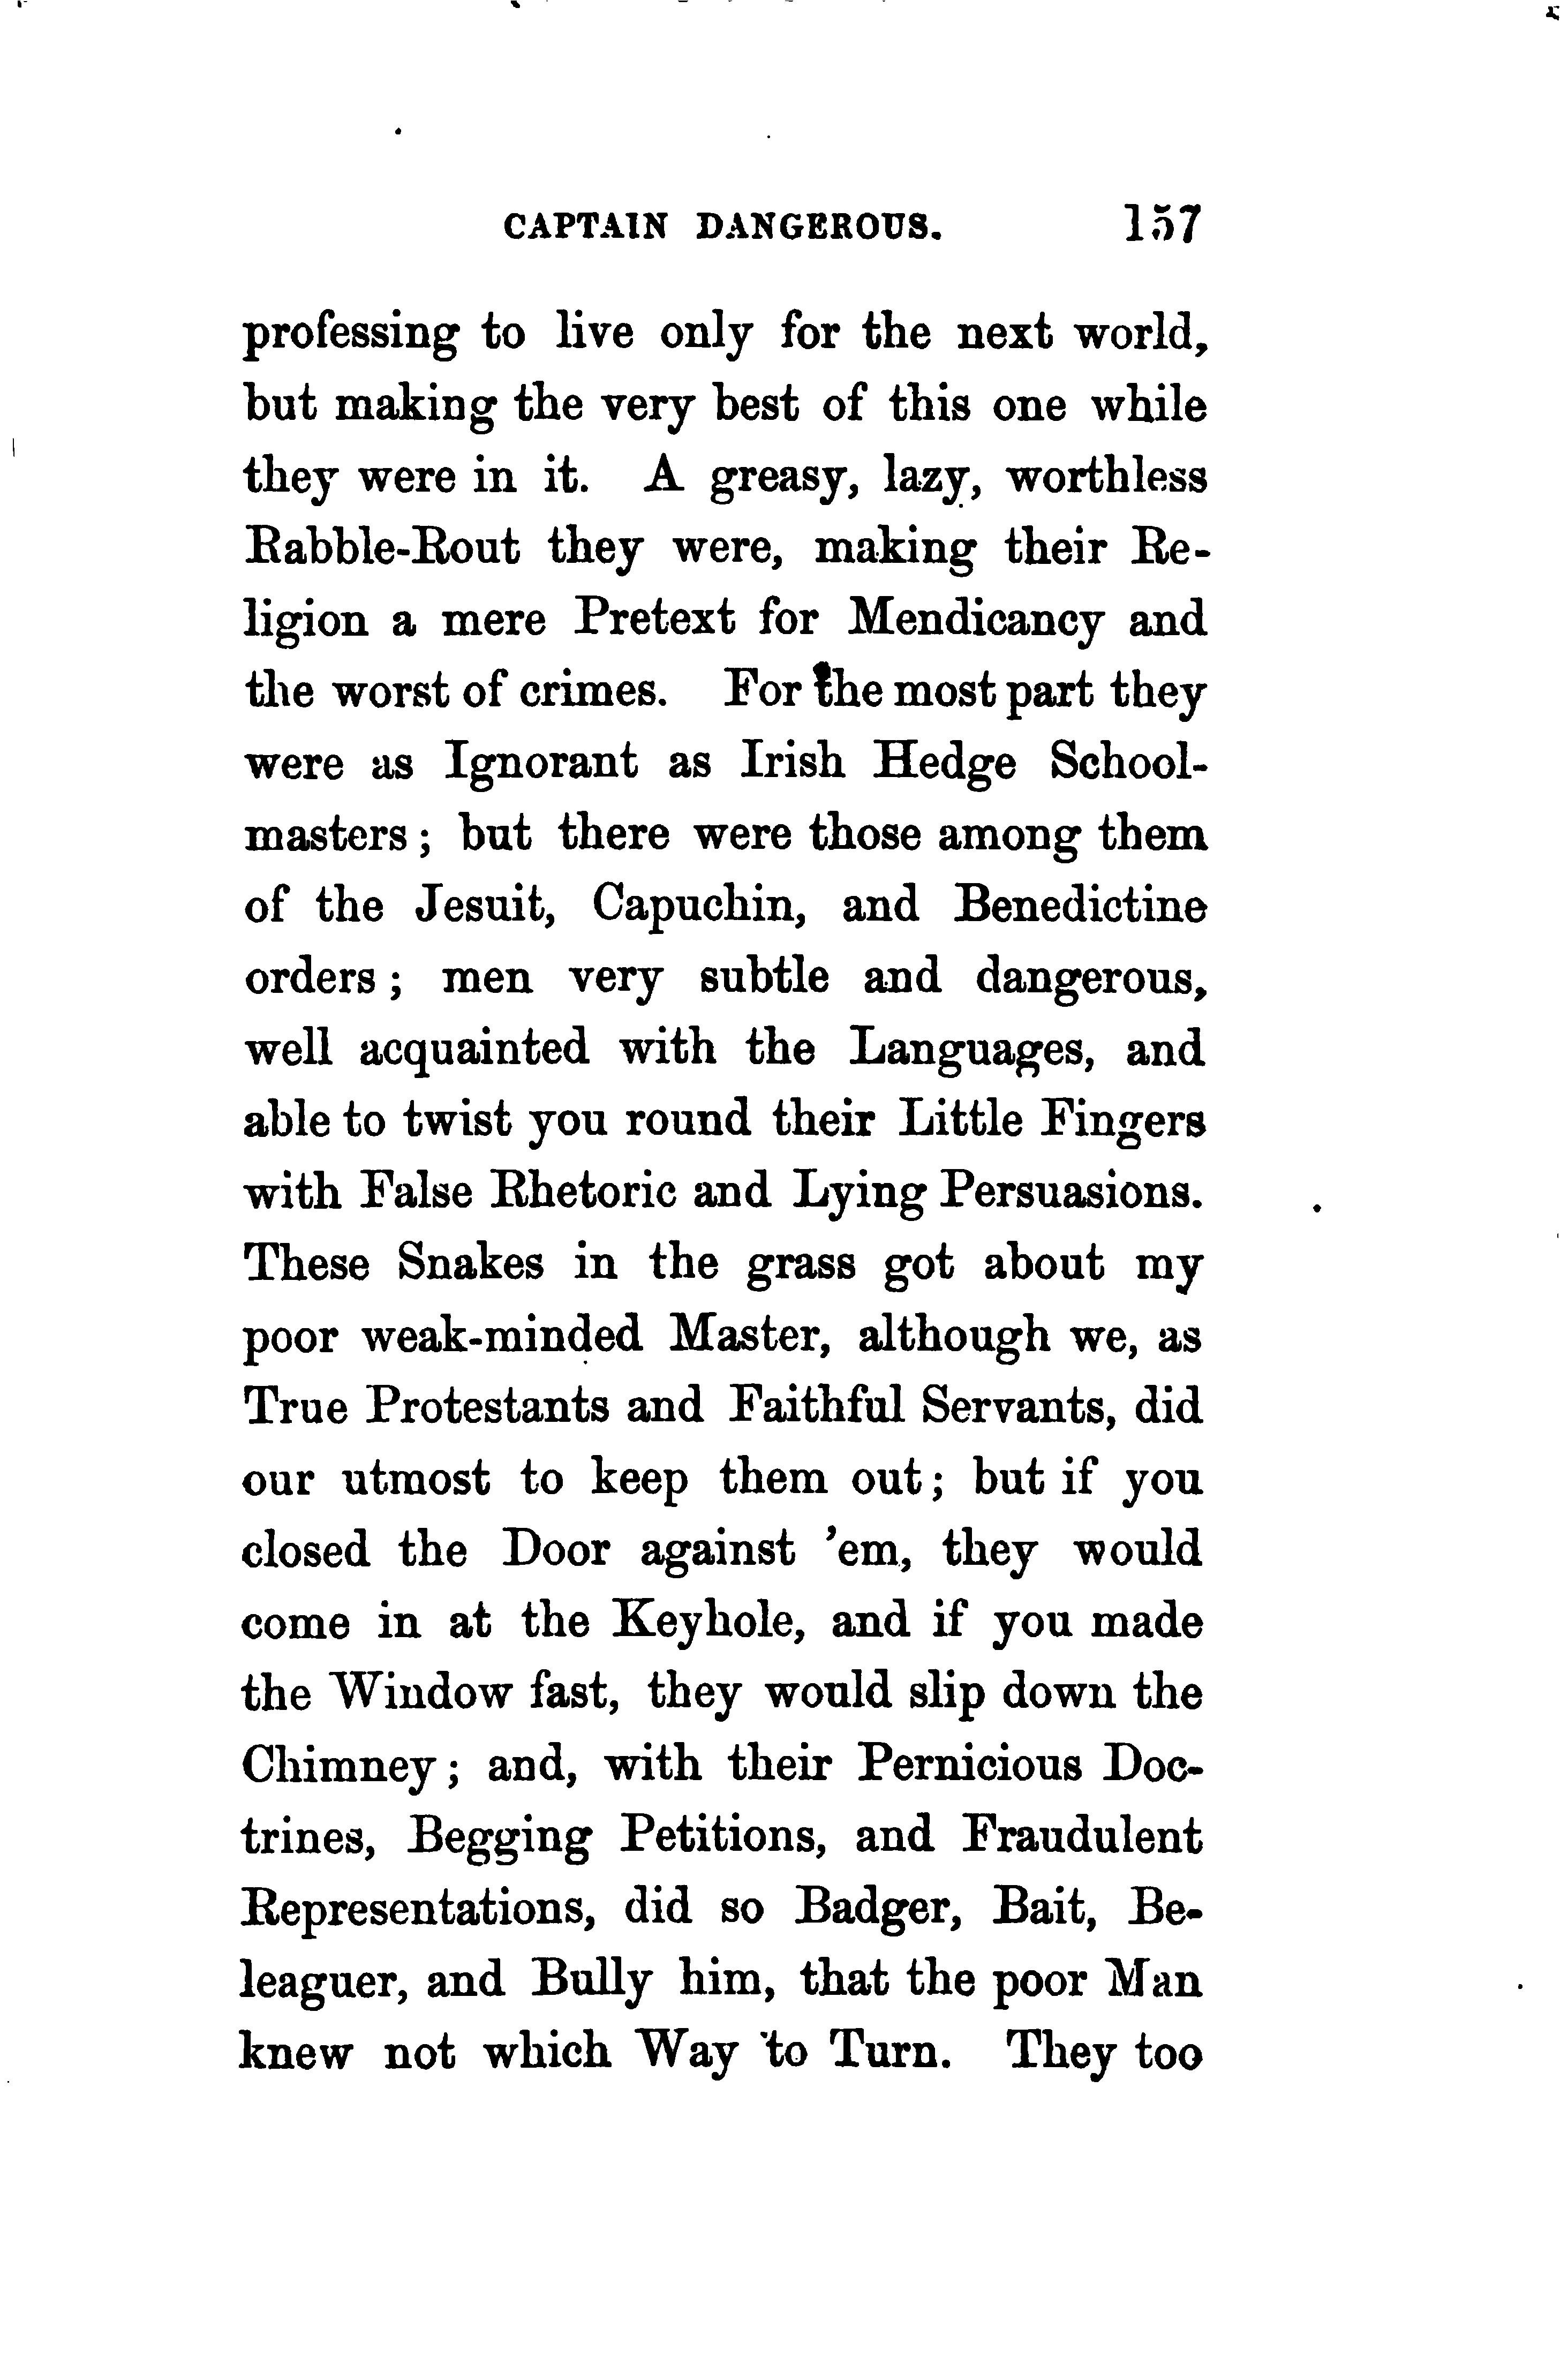 CAPTAIN DANGEROUS. 157
professing to live only for the next world,
but making the very best of this one while
they were in it. A greasy, lazy, worthless
Rabble-Rout they were, making their Re-
ligion a mere Pretext for Mendicancy and
the worst of crimes. For the most part they
were as Ignorant as Irish Hedge School-
masters; but there were those among them
of the Jesuit, Capuchin, and Benedictine
orders; men very subtle and dangerous,
well acquainted with the Languages, and
able to twist you round their Little Fingers
with False Rhetoric and Lying Persuasions.
These Snakes in the grass got about my
poor weak-minded Master, although we, as
True Protestants and Faithful Servants, did
our utmost to keep them out; but if you
closed the Door against 'em, they would
come in at the Keyhole, and if you made
the Window fast, they would slip down the
Chimney; and, with their Pernicious Doc-
trines, Begging Petitions, and Fraudulent
Representations, did so Badger, Bait, Be-
leaguer, and Bully him, that the poor Man
knew not which Way to Turn. They too